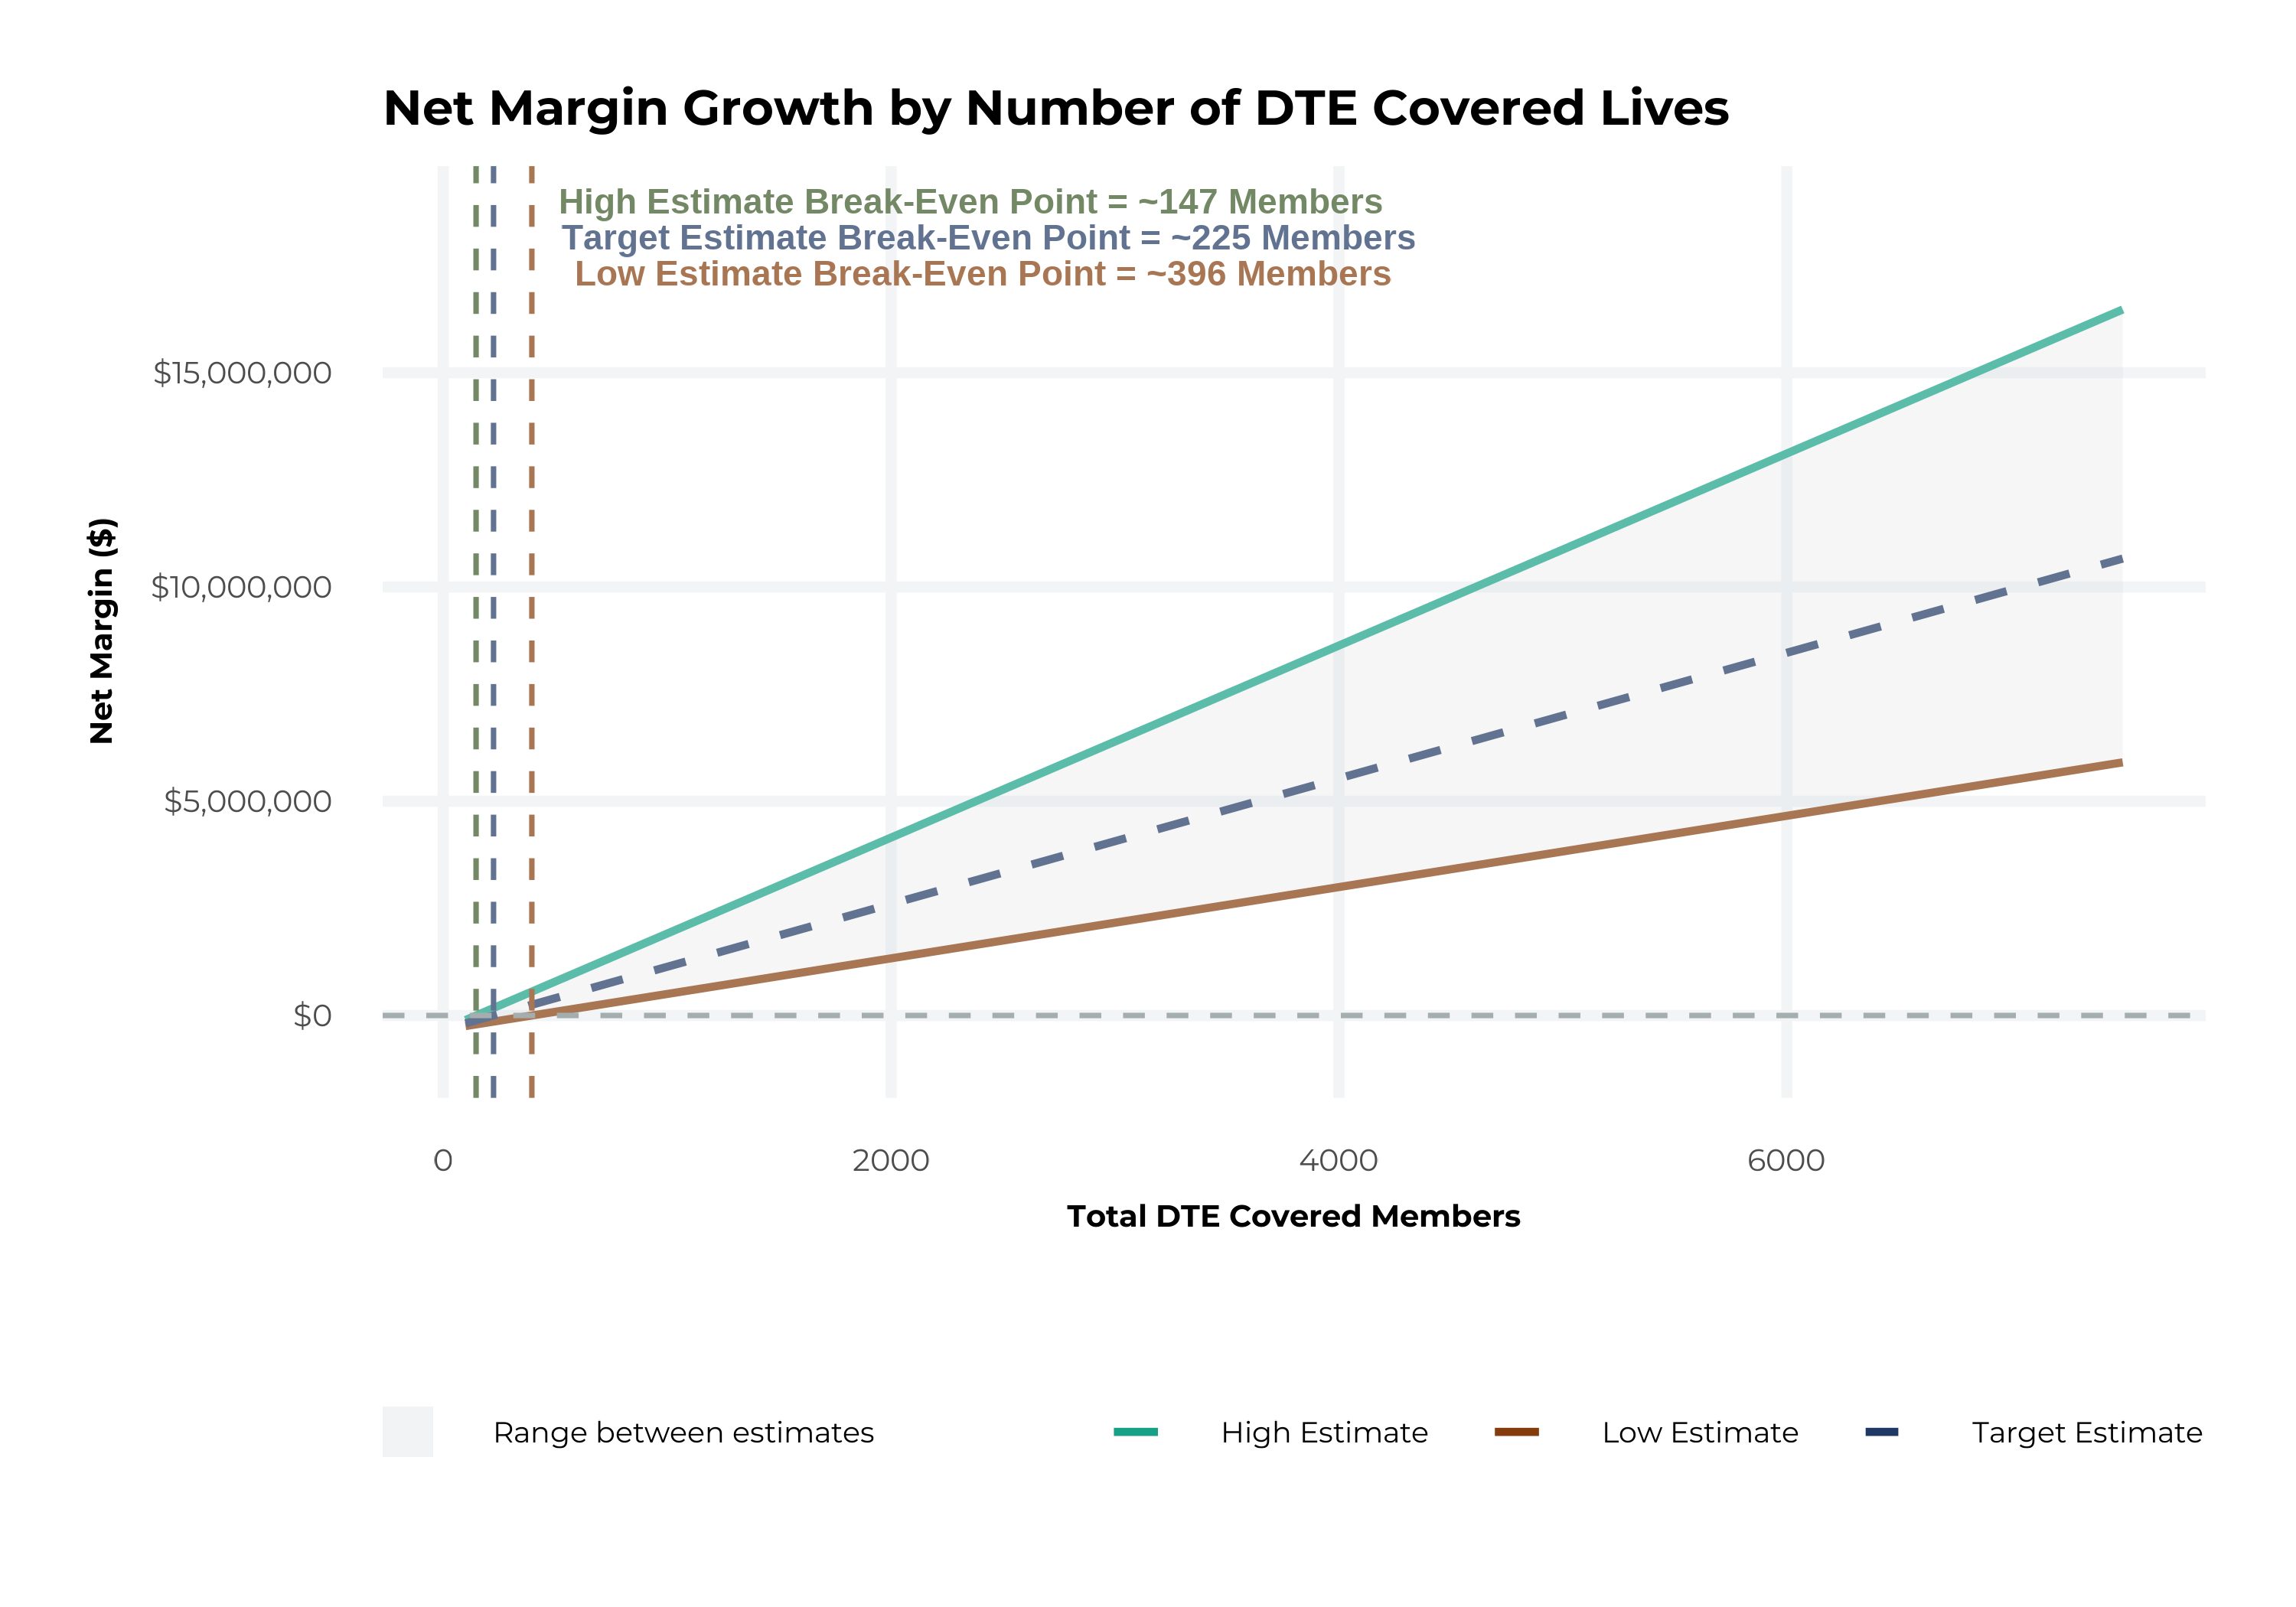 Net Margin Growth by Number of DTE Covered Lives
High Estimate Break-Even Point = ~147 Members
Target Estimate Break-Even Point = ~225 Members
Low Estimate Break-Even Point = ~396 Members
Net Margin ($)
$15,000,000
$10,000,000
$5,000,000
$0
0 2000 4000 6000
Total DTE Covered Members
Range between estimates High Estimate Low Estimate Target Estimate